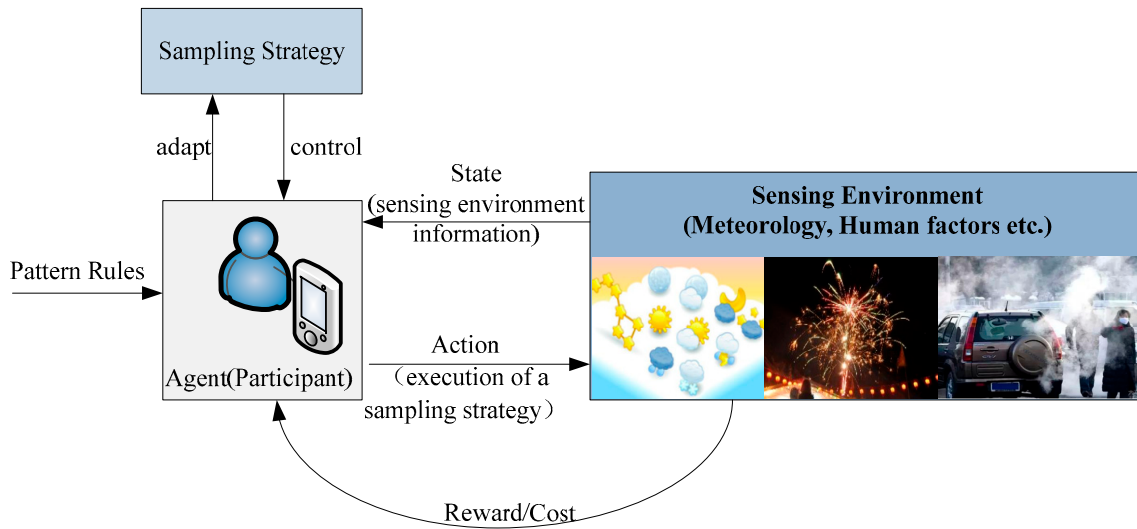 Sampling Strategy
adapt
control
State
(sensing environment
information)
Sensing Environment
(Meteorology, Human factors etc.)
Pattern Rules
Agent(Participant)
Action
（execution of a
sampling strategy）
Reward/Cost